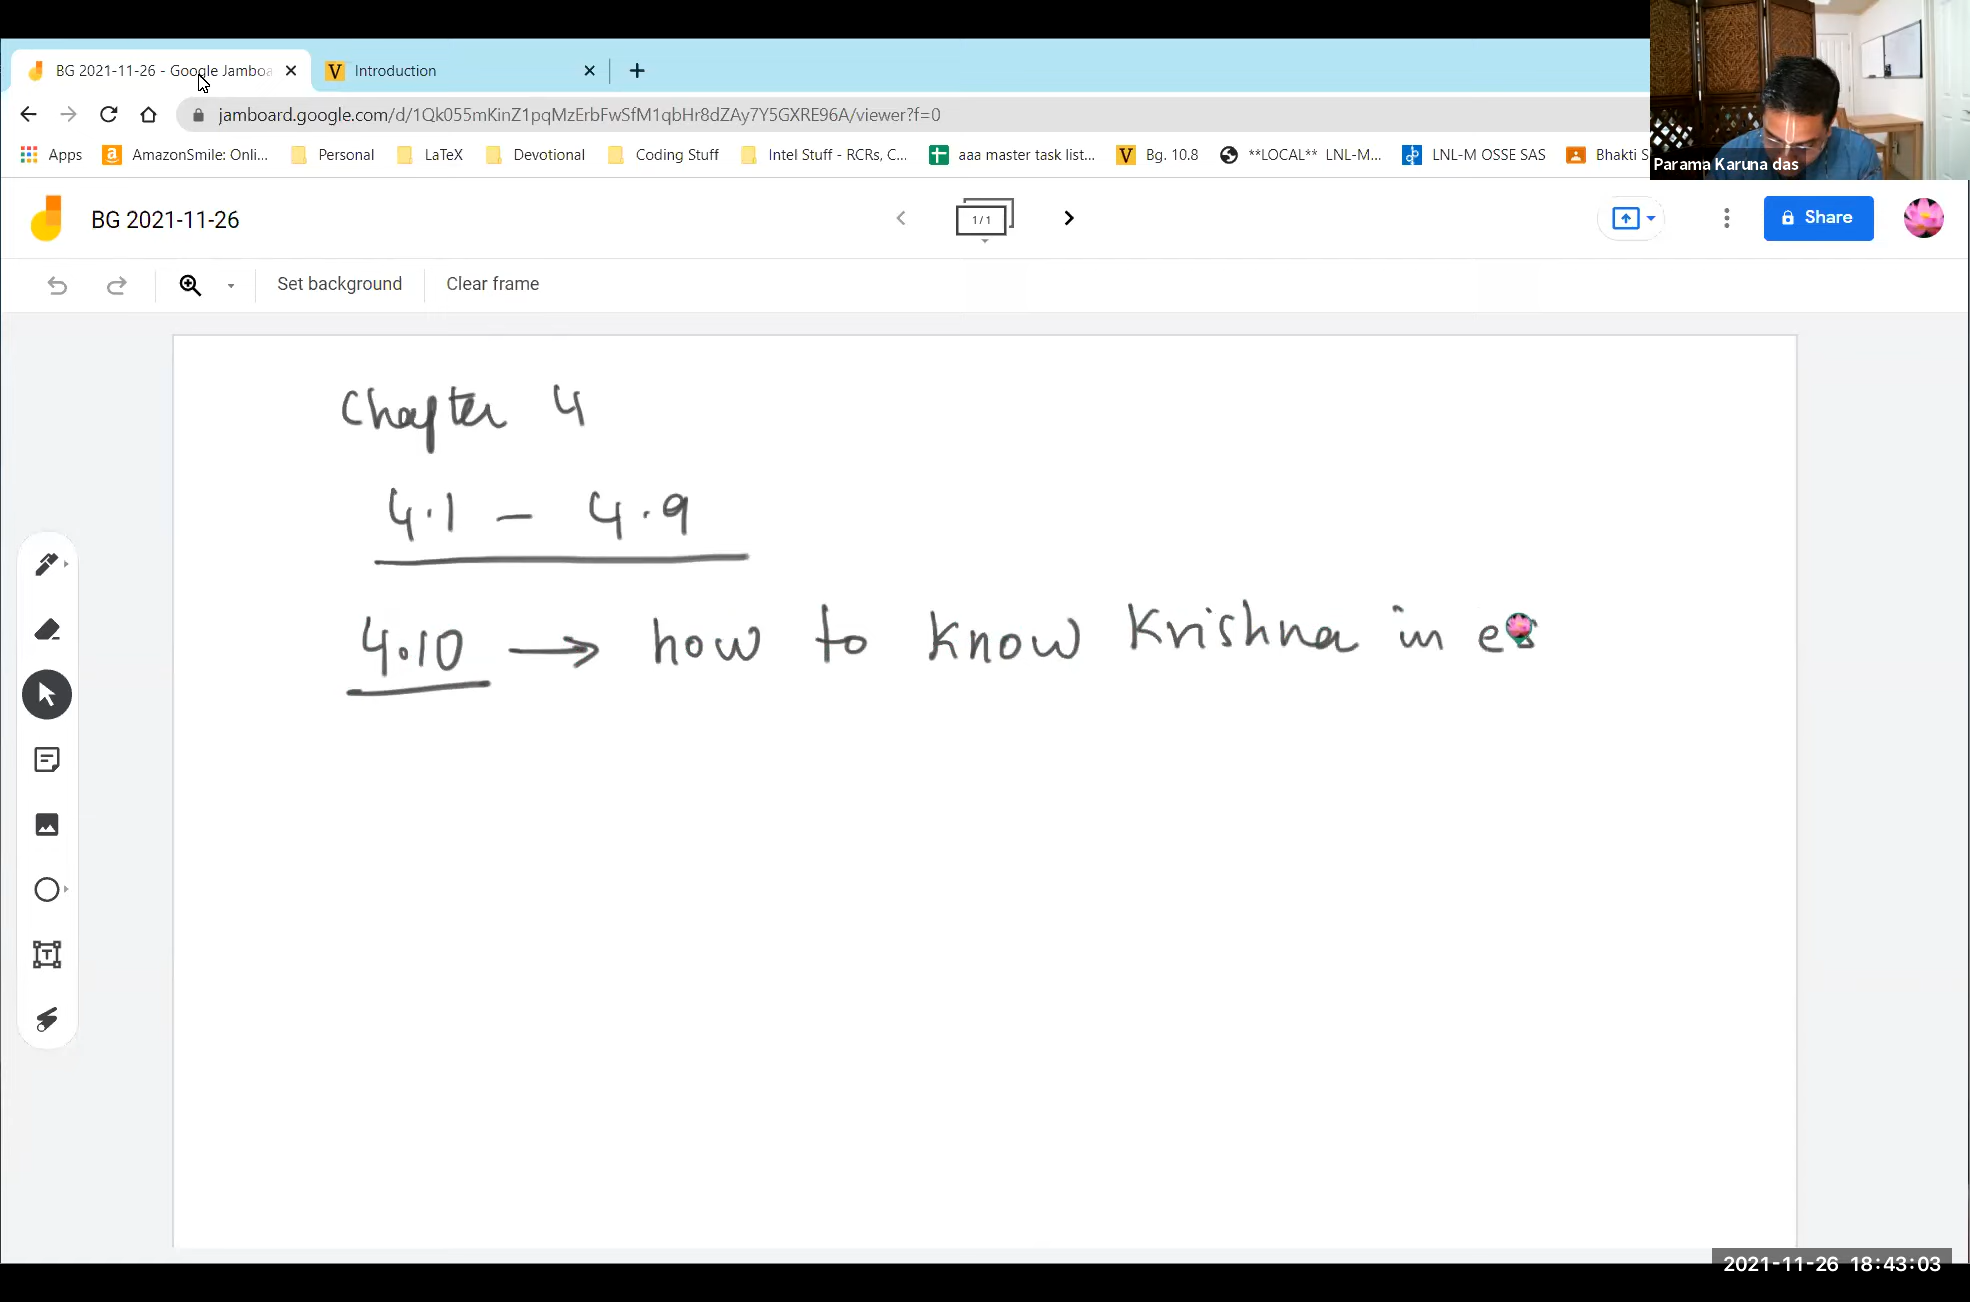 BG 2021-11-26 - Google Jamboa
Introduction
jamboard.google.com/d/1Qk055mKinZ1pqMzErbFwSfM1qbHr8dZAy7Y5GXRE96A/viewer?f=0
Apps AmazonSmile: Onli... Personal LaTeX Devotional Coding Stuff Intel Stuff - RCRs, C... aaa master task list... Bg. 10.8 **LOCAL** LNL-M... LNL-M OSSE SAS Bhakti S
Parama Karuna das
BG 2021-11-26
1/1
Share
Set background
Clear frame
Chapter 4
4.1 - 4.9
4.10 → how to know Krishna in es
2021-11-26 18:43:03